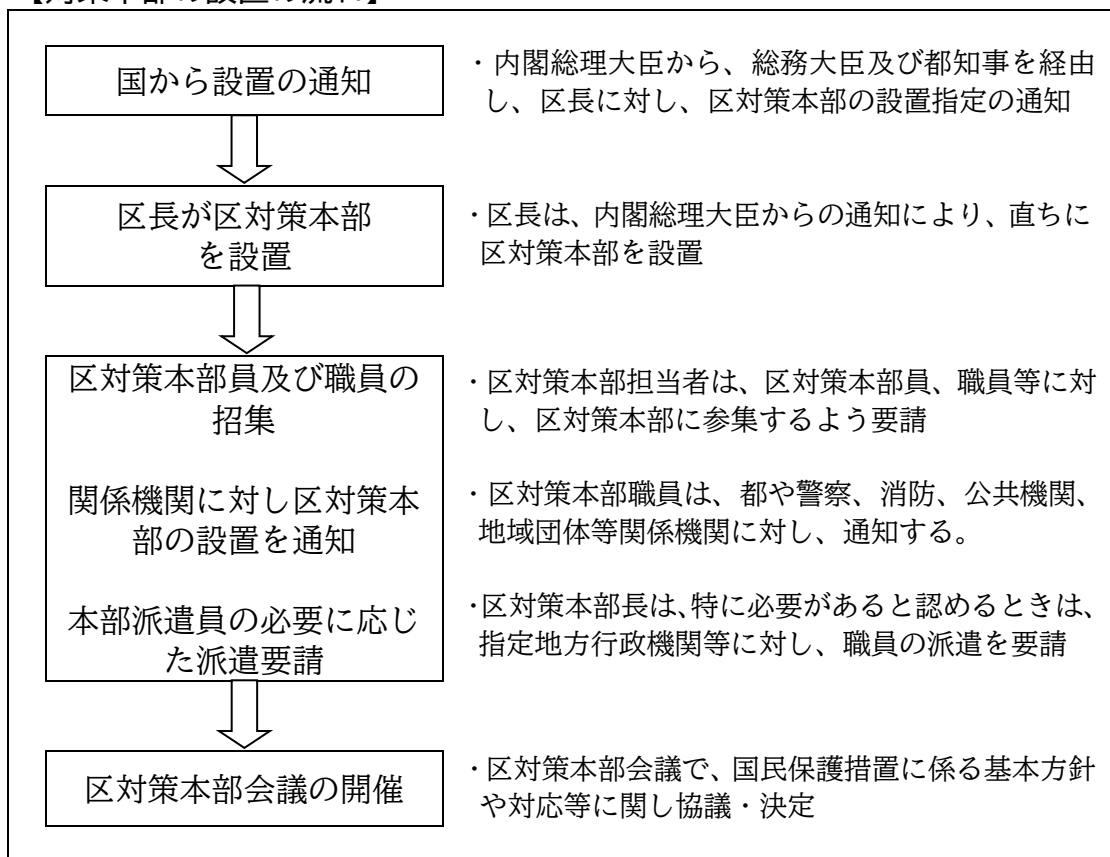 【対策本部の設置の流れ】
国から設置の通知
・内閣総理大臣から、総務大臣及び都知事を経由
し、区長に対し、区対策本部の設置指定の通知
区長が区対策本部
を設置
・区長は、内閣総理大臣からの通知により、直ちに
区対策本部を設置
区対策本部員及び職員の
招集
・区対策本部担当者は、区対策本部員、職員等に対
し、区対策本部に参集するよう要請
関係機関に対し区対策本
部の設置を通知
・区対策本部職員は、都や警察、消防、公共機関、
地域団体等関係機関に対し、通知する。
本部派遣員の必要に応じ
た派遣要請
・区対策本部長は、特に必要があると認めるときは、
指定地方行政機関等に対し、職員の派遣を要請
区対策本部会議の開催
・区対策本部会議で、国民保護措置に係る基本方針
や対応等に関し協議・決定